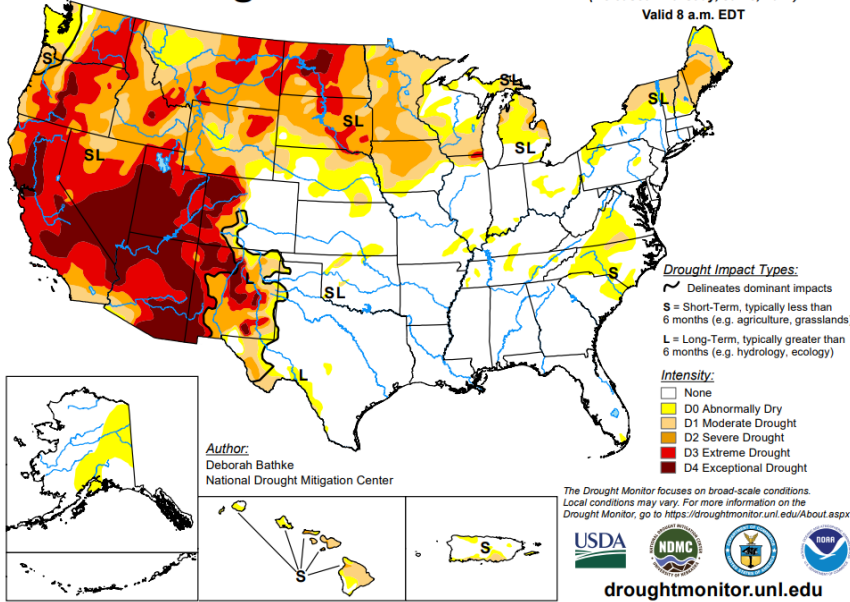 Valid 8 a.m. EDT
S
SL
SL
SL
SL
SL
SL
S
L
S
S
Drought Impact Types:
Delineates dominant impacts
S = Short-Term, typically less than
6 months (e.g. agriculture, grasslands
L = Long-Term, typically greater than
6 months (e.g. hydrology, ecology)
Intensity:
None
D0 Abnormally Dry
D1 Moderate Drought
D2 Severe Drought
D3 Extreme Drought
D4 Exceptional Drought
Author:
Deborah Bathke
National Drought Mitigation Center
The Drought Monitor focuses on broad-scale conditions.
Local conditions may vary. For more information on the
Drought Monitor, go to https://droughtmonitor.unl.edu/About.aspx
USDA
NDMC
NOAA
droughtmonitor.unl.edu